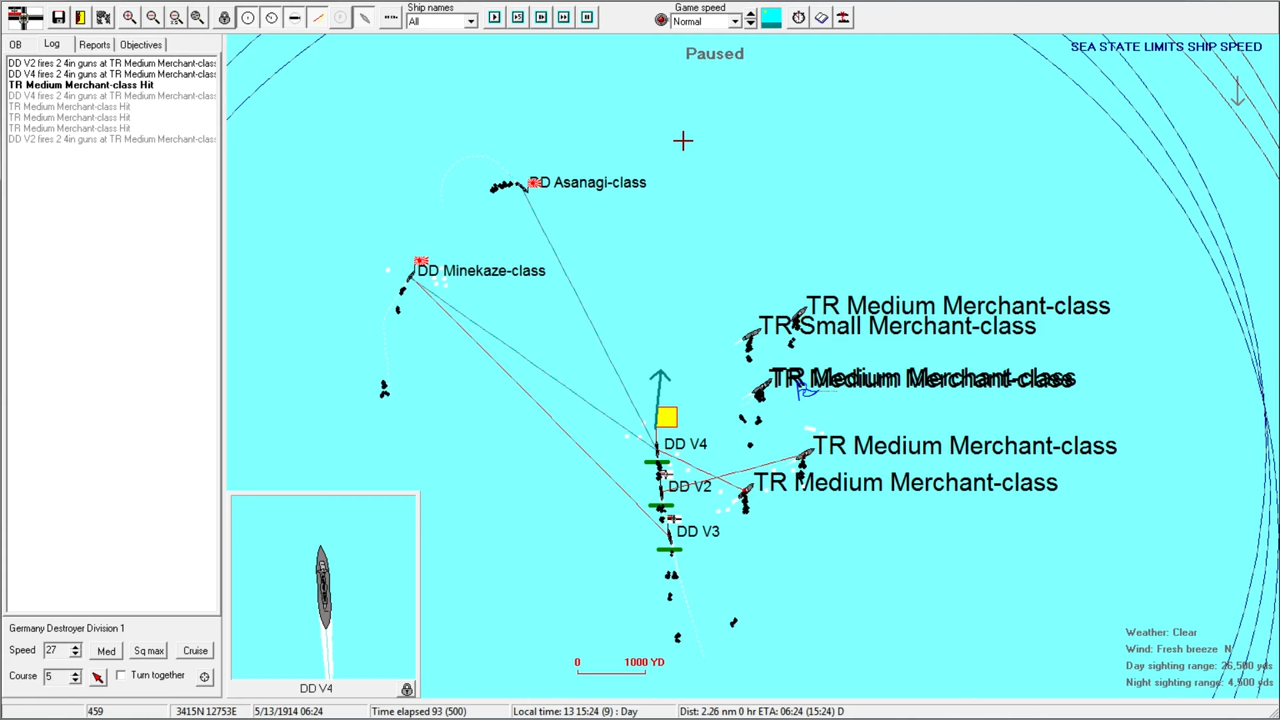 Ship names
All
Game speed
Normal
OB
Log
Reports
Objectives
DD V2 fires 2 4in guns at TR Medium Merchant-class
DD V4 fires 2 4in guns at TR Medium Merchant-class
TR Medium Merchant-class Hit
DD V4 fires 2 4in guns at TR Medium Merchant-class
TR Medium Merchant-class Hit
TR Medium Merchant-class Hit
TR Medium Merchant-class Hit
DD V2 fires 2 4in guns at TR Medium Merchant-class
Paused
SEA STATE LIMITS SHIP SPEED
DD Asanagi-class
DD Minekaze-class
TR Medium Merchant-class
TR Small Merchant-class
TR Medium Merchant-class
DD V4
TR Medium Merchant-class
DD V2
TR Medium Merchant-class
DD V3
0 1000 YD
Weather: Clear
Wind: Fresh breeze N
Day sighting range: 26,500 yds
Night sighting range: 4,500 yds
Germany Destroyer Division 1
Speed 27 Med Sq max Cruise
Course 5 Turn together
DD V4
459
3415N 12753E
5/13/1914 06:24
Time elapsed 93 (500)
Local time: 13 15:24 (9) : Day
Dist: 2.26 nm 0 hr ETA: 06:24 (15:24) D